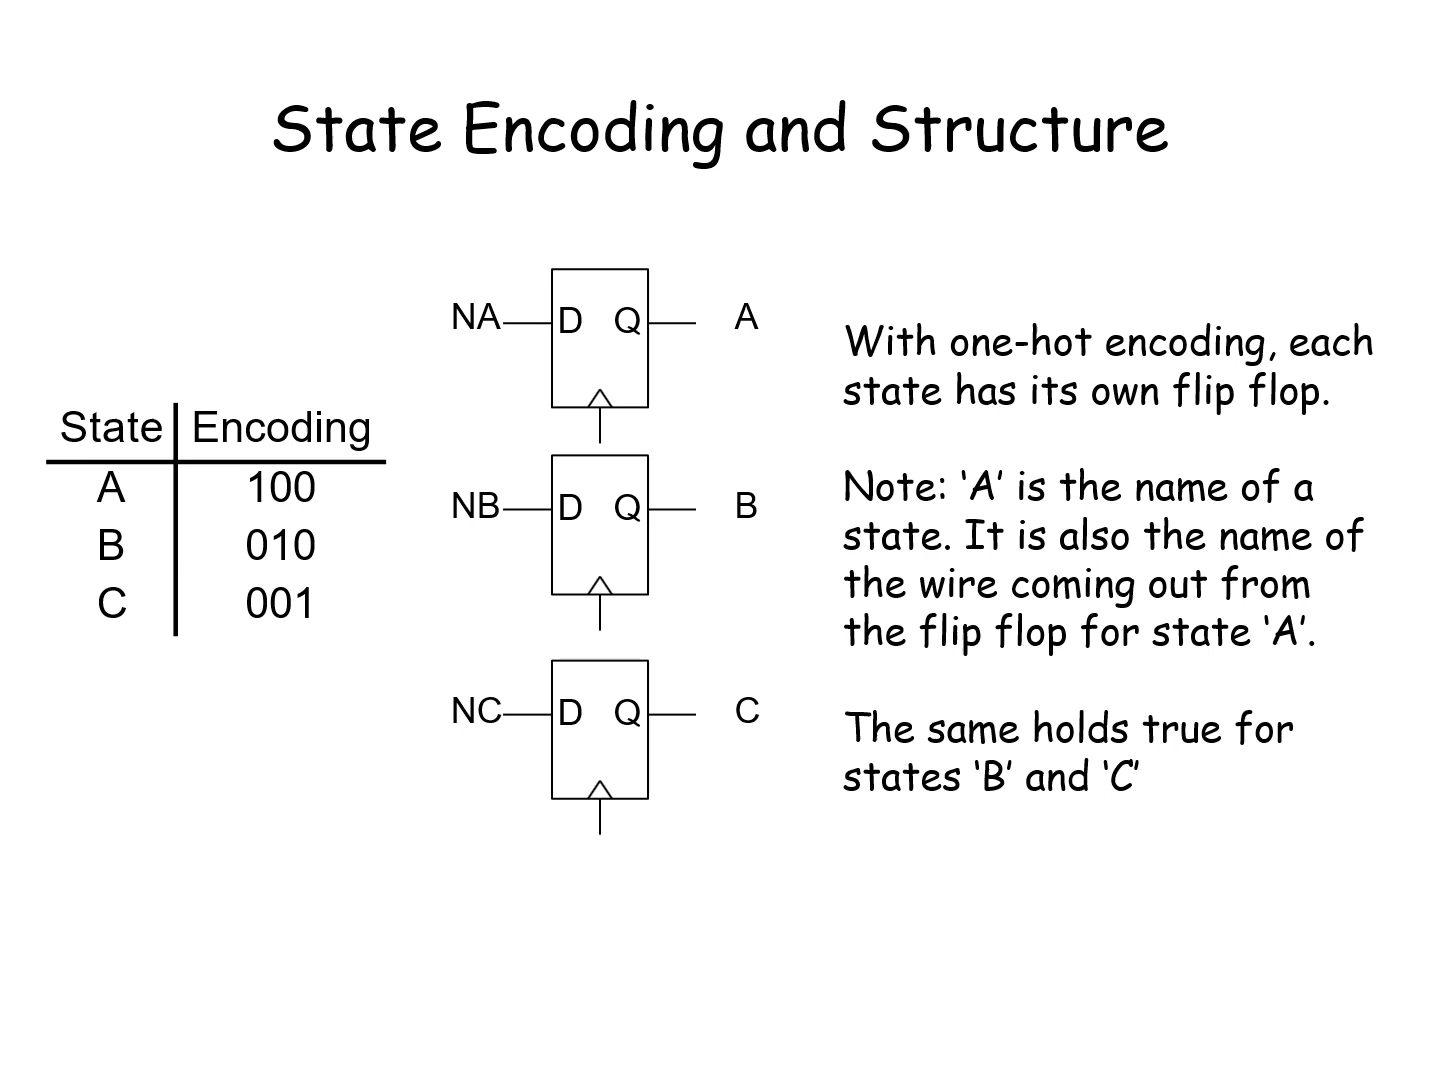 State Encoding and Structure
State Encoding
A 100
B 010
C 001
NA D Q A
NB D Q B
NC D Q C
With one-hot encoding, each
state has its own flip flop.
Note: ‘A’ is the name of a
state. It is also the name of
the wire coming out from
the flip flop for state ‘A’.
The same holds true for
states ‘B’ and ‘C’